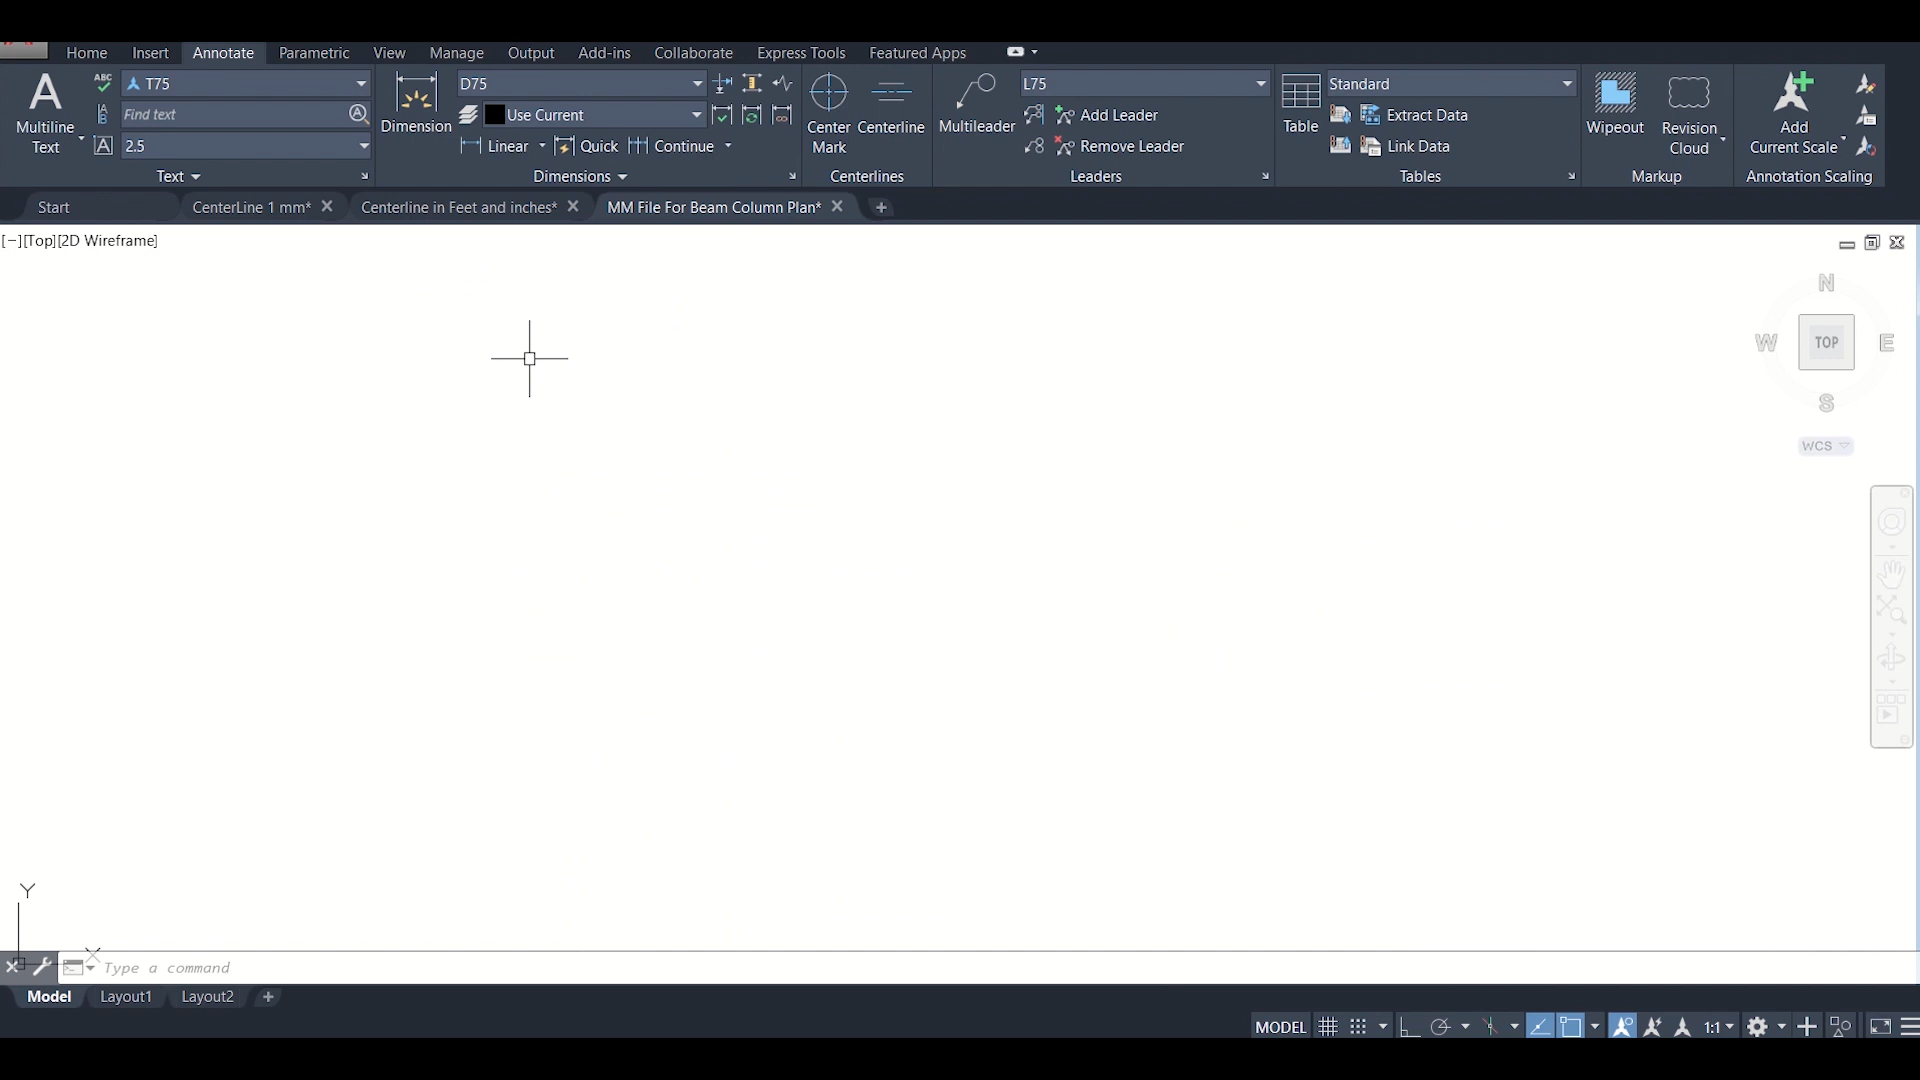 Home Insert Annotate Parametric View Manage Output Add-ins Collaborate Express Tools Featured Apps
Multiline Text
ABC
T75
Find text
2.5
Text
Dimension
D75
Use Current
Linear Quick Continue
Dimensions
Center Mark
Centerline
Centerlines
Multileader
L75
Add Leader
Remove Leader
Leaders
Table
Standard
Extract Data
Link Data
Tables
Wipeout
Revision Cloud
Markup
Add Current Scale
Annotation Scaling
Start CenterLine 1 mm* Centerline in Feet and inches* MM File For Beam Column Plan*
[−][Top][2D Wireframe]
N
W TOP E
S
WCS
Y
X
Type a command
Model Layout1 Layout2
MODEL 1:1